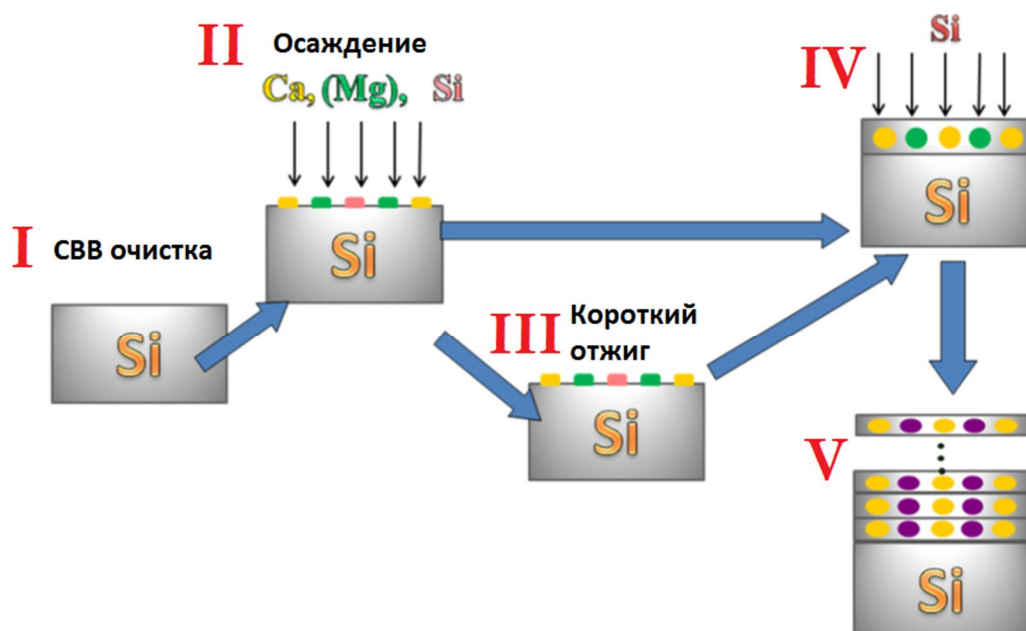 II Осаждение
Ca, (Mg), Si
Si
I СВВ очистка
Si
III Короткий
отжиг
Si
Si
IV
Si
V
Si